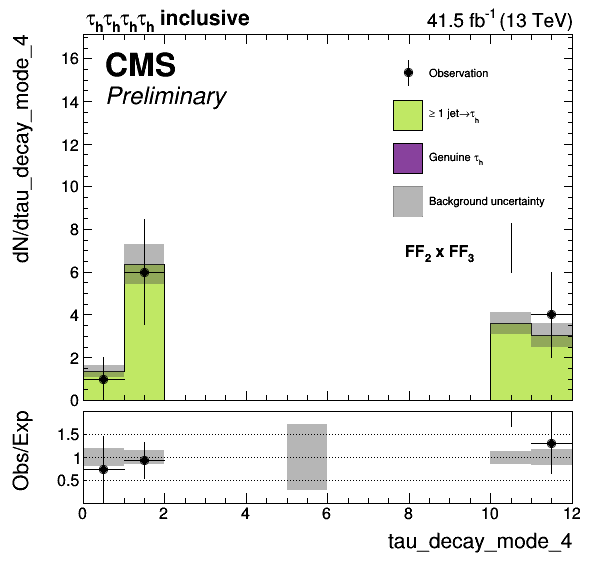 τhτhτhτh inclusive
41.5 fb⁻¹ (13 TeV)
CMS
Preliminary
dN/dtau_decay_mode_4
16
14
12
10
8
6
4
2
0
Observation
≥ 1 jet→τh
Genuine τh
Background uncertainty
FF₂ x FF₃
Obs/Exp
1.5
1
0.5
0 2 4 6 8 10 12
tau_decay_mode_4